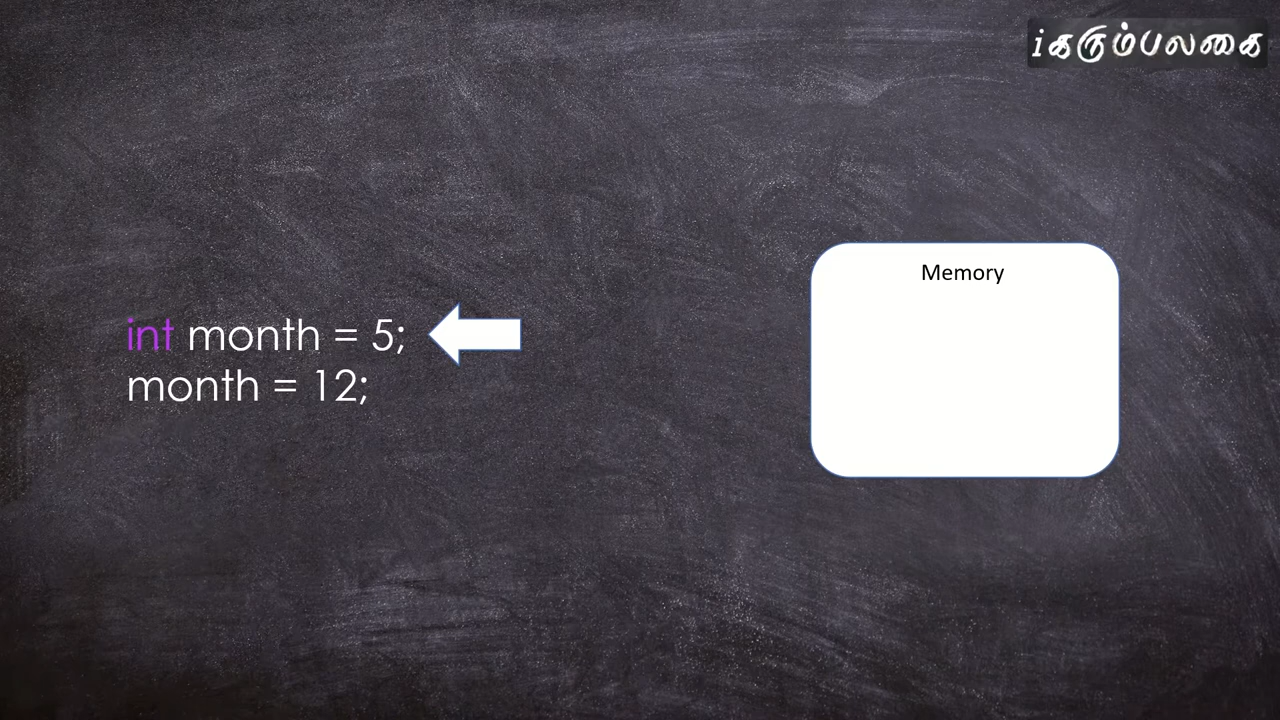 iகரும்பலகை
Memory
int month = 5;
month = 12;